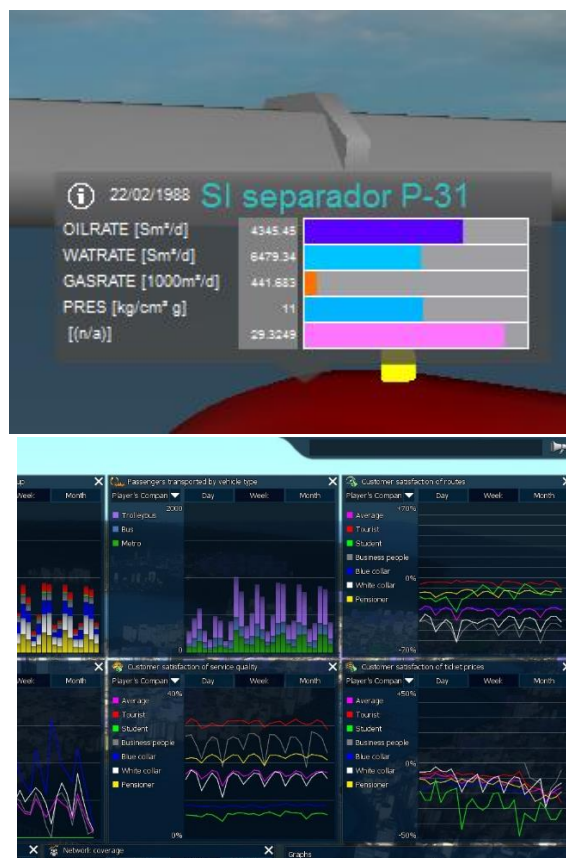 22/02/1988 SI separador P-31
OILRATE [Sm³/d] 4345.45
WATRATE [Sm³/d] 6479.34
GASRATE [1000m³/d] 441.683
PRES [kg/cm² g] 11
[(n/a)] 29.3249
up
Week Month
Passengers transported by vehicle type
Player's Compan Day Week Month
2000
Trolleybus
Bus
Metro
0
Customer satisfaction of routes
Player's Compan Day Week Month
+70%
Average
Tourist
Student
Business people
Blue collar
White collar
Pensioner
0%
-70%
Week Month
Customer satisfaction of service quality
Player's Compan Day Week Month
40%
Average
Tourist
Student
Business people
Blue collar
White collar
Pensioner
0%
Customer satisfaction of ticket prices
Player's Compan Day Week Month
+50%
Average
Tourist
Student
Business people
Blue collar
White collar
Pensioner
0%
-50%
Network coverage
Graphs